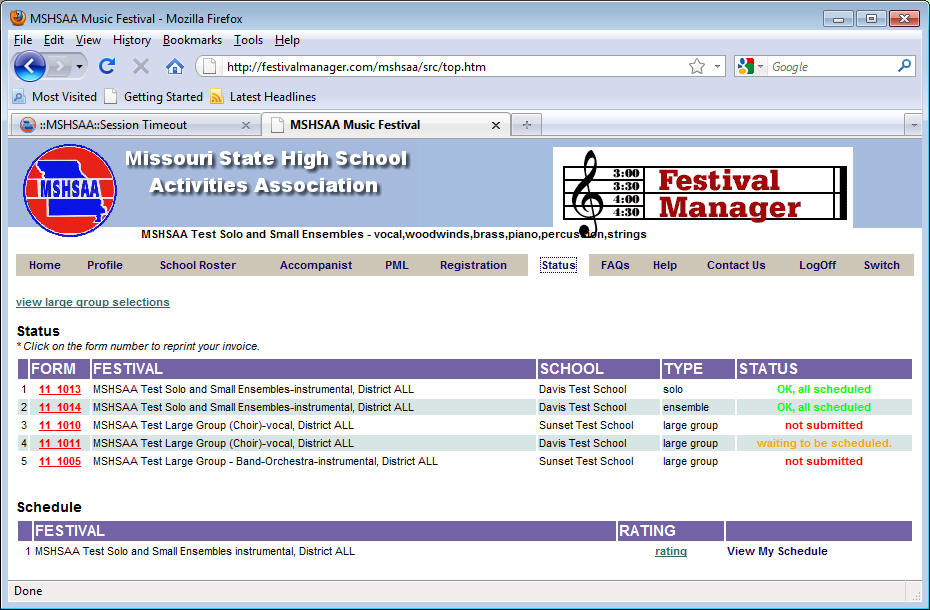 MSHSAA Music Festival - Mozilla Firefox
File Edit View History Bookmarks Tools Help
http://festivalmanager.com/mshsaa/src/top.htm Google
Most Visited Getting Started Latest Headlines
::MSHSAA::Session Timeout MSHSAA Music Festival
MSHSAA
Missouri State High School
Activities Association
3:00
3:30
4:00
4:30
Festival
Manager
MSHSAA Test Solo and Small Ensembles - vocal,woodwinds,brass,piano,percussion,strings
Home Profile School Roster Accompanist PML Registration Status FAQs Help Contact Us LogOff Switch
view large group selections
Status
* Click on the form number to reprint your invoice.
FORM FESTIVAL SCHOOL TYPE STATUS
1 11_1013 MSHSAA Test Solo and Small Ensembles-instrumental, District ALL Davis Test School solo OK, all scheduled
2 11_1014 MSHSAA Test Solo and Small Ensembles-instrumental, District ALL Davis Test School ensemble OK, all scheduled
3 11_1010 MSHSAA Test Large Group (Choir)-vocal, District ALL Sunset Test School large group not submitted
4 11_1011 MSHSAA Test Large Group (Choir)-vocal, District ALL Davis Test School large group waiting to be scheduled.
5 11_1005 MSHSAA Test Large Group - Band-Orchestra-instrumental, District ALL Sunset Test School large group not submitted
Schedule
FESTIVAL RATING
1 MSHSAA Test Solo and Small Ensembles instrumental, District ALL rating View My Schedule
Done